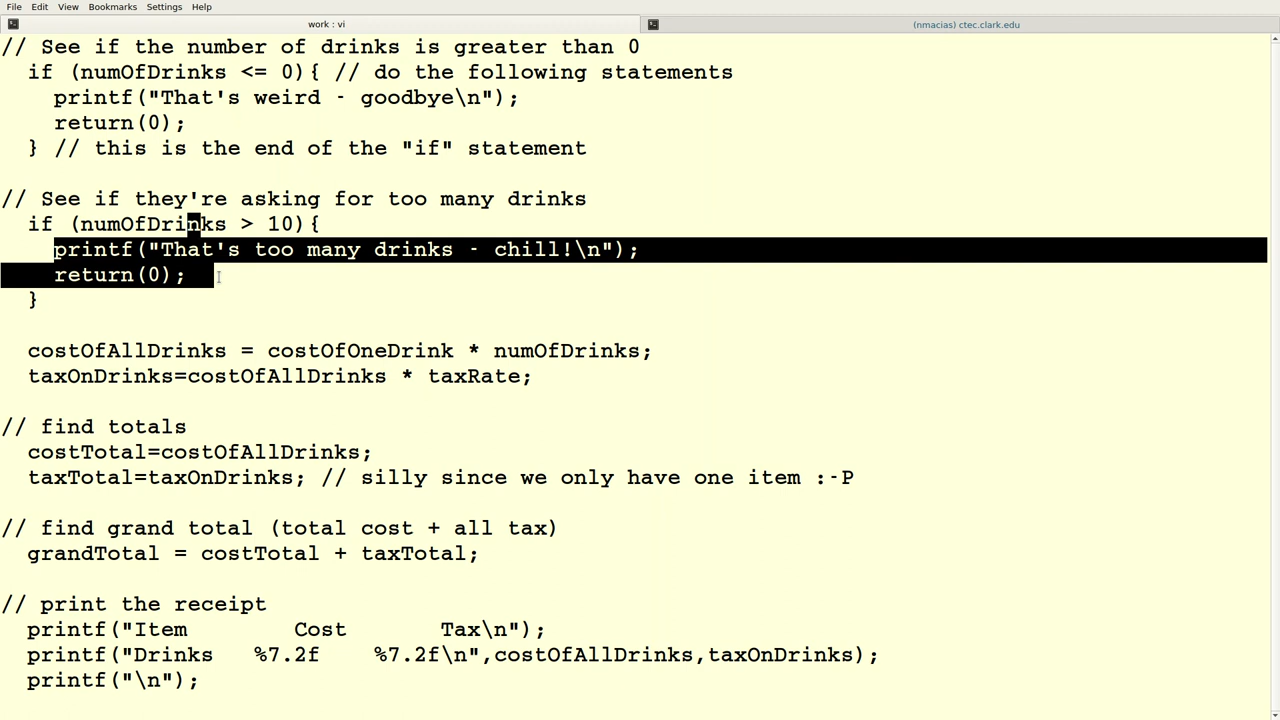 File Edit View Bookmarks Settings Help
work : vi (nmacias) ctec.clark.edu
// See if the number of drinks is greater than 0
  if (numOfDrinks <= 0){ // do the following statements
    printf("That's weird - goodbye\n");
    return(0);
  } // this is the end of the "if" statement
// See if they're asking for too many drinks
  if (numOfDrinks > 10){
    printf("That's too many drinks - chill!\n");
    return(0);
  }
  costOfAllDrinks = costOfOneDrink * numOfDrinks;
  taxOnDrinks=costOfAllDrinks * taxRate;
// find totals
  costTotal=costOfAllDrinks;
  taxTotal=taxOnDrinks; // silly since we only have one item :-P
// find grand total (total cost + all tax)
  grandTotal = costTotal + taxTotal;
// print the receipt
  printf("Item        Cost       Tax\n");
  printf("Drinks   %7.2f    %7.2f\n",costOfAllDrinks,taxOnDrinks);
  printf("\n");